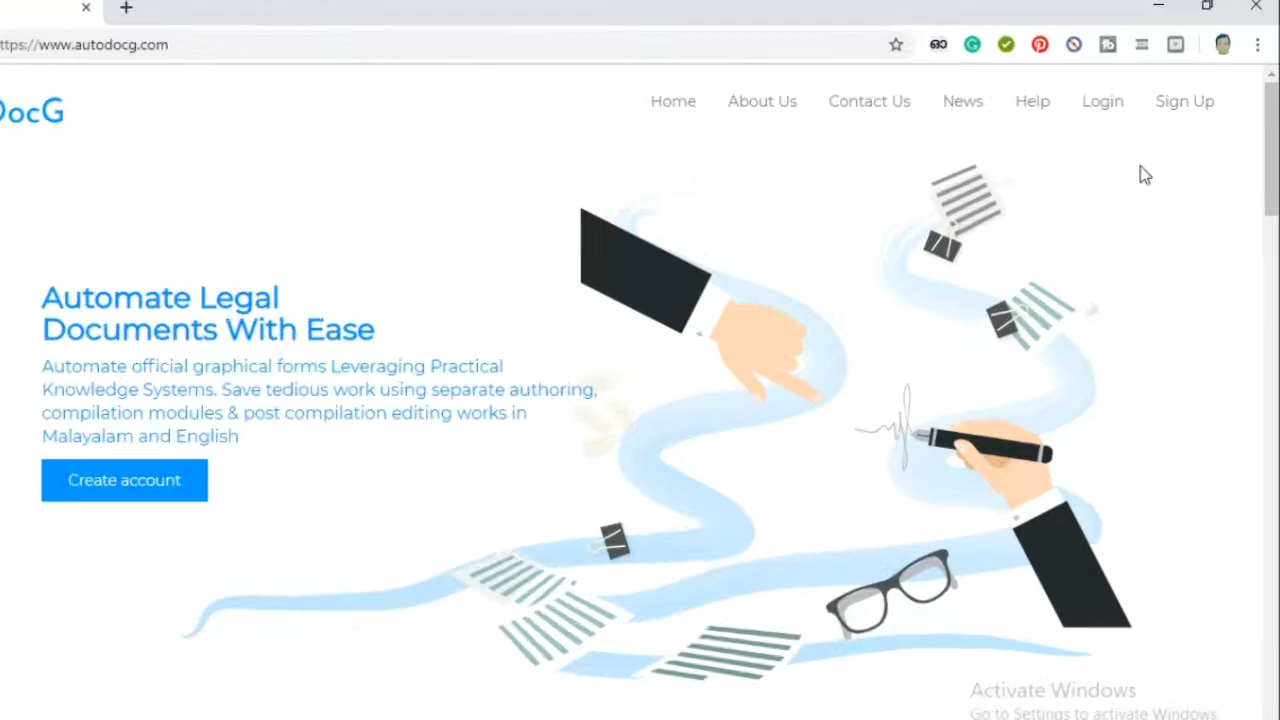 ttps://www.autodocg.com
DocG
Home About Us Contact Us News Help Login Sign Up
Automate Legal
Documents With Ease
Automate official graphical forms Leveraging Practical
Knowledge Systems. Save tedious work using separate authoring,
compilation modules & post compilation editing works in
Malayalam and English
Create account
Activate Windows
Go to Settings to activate Windows.